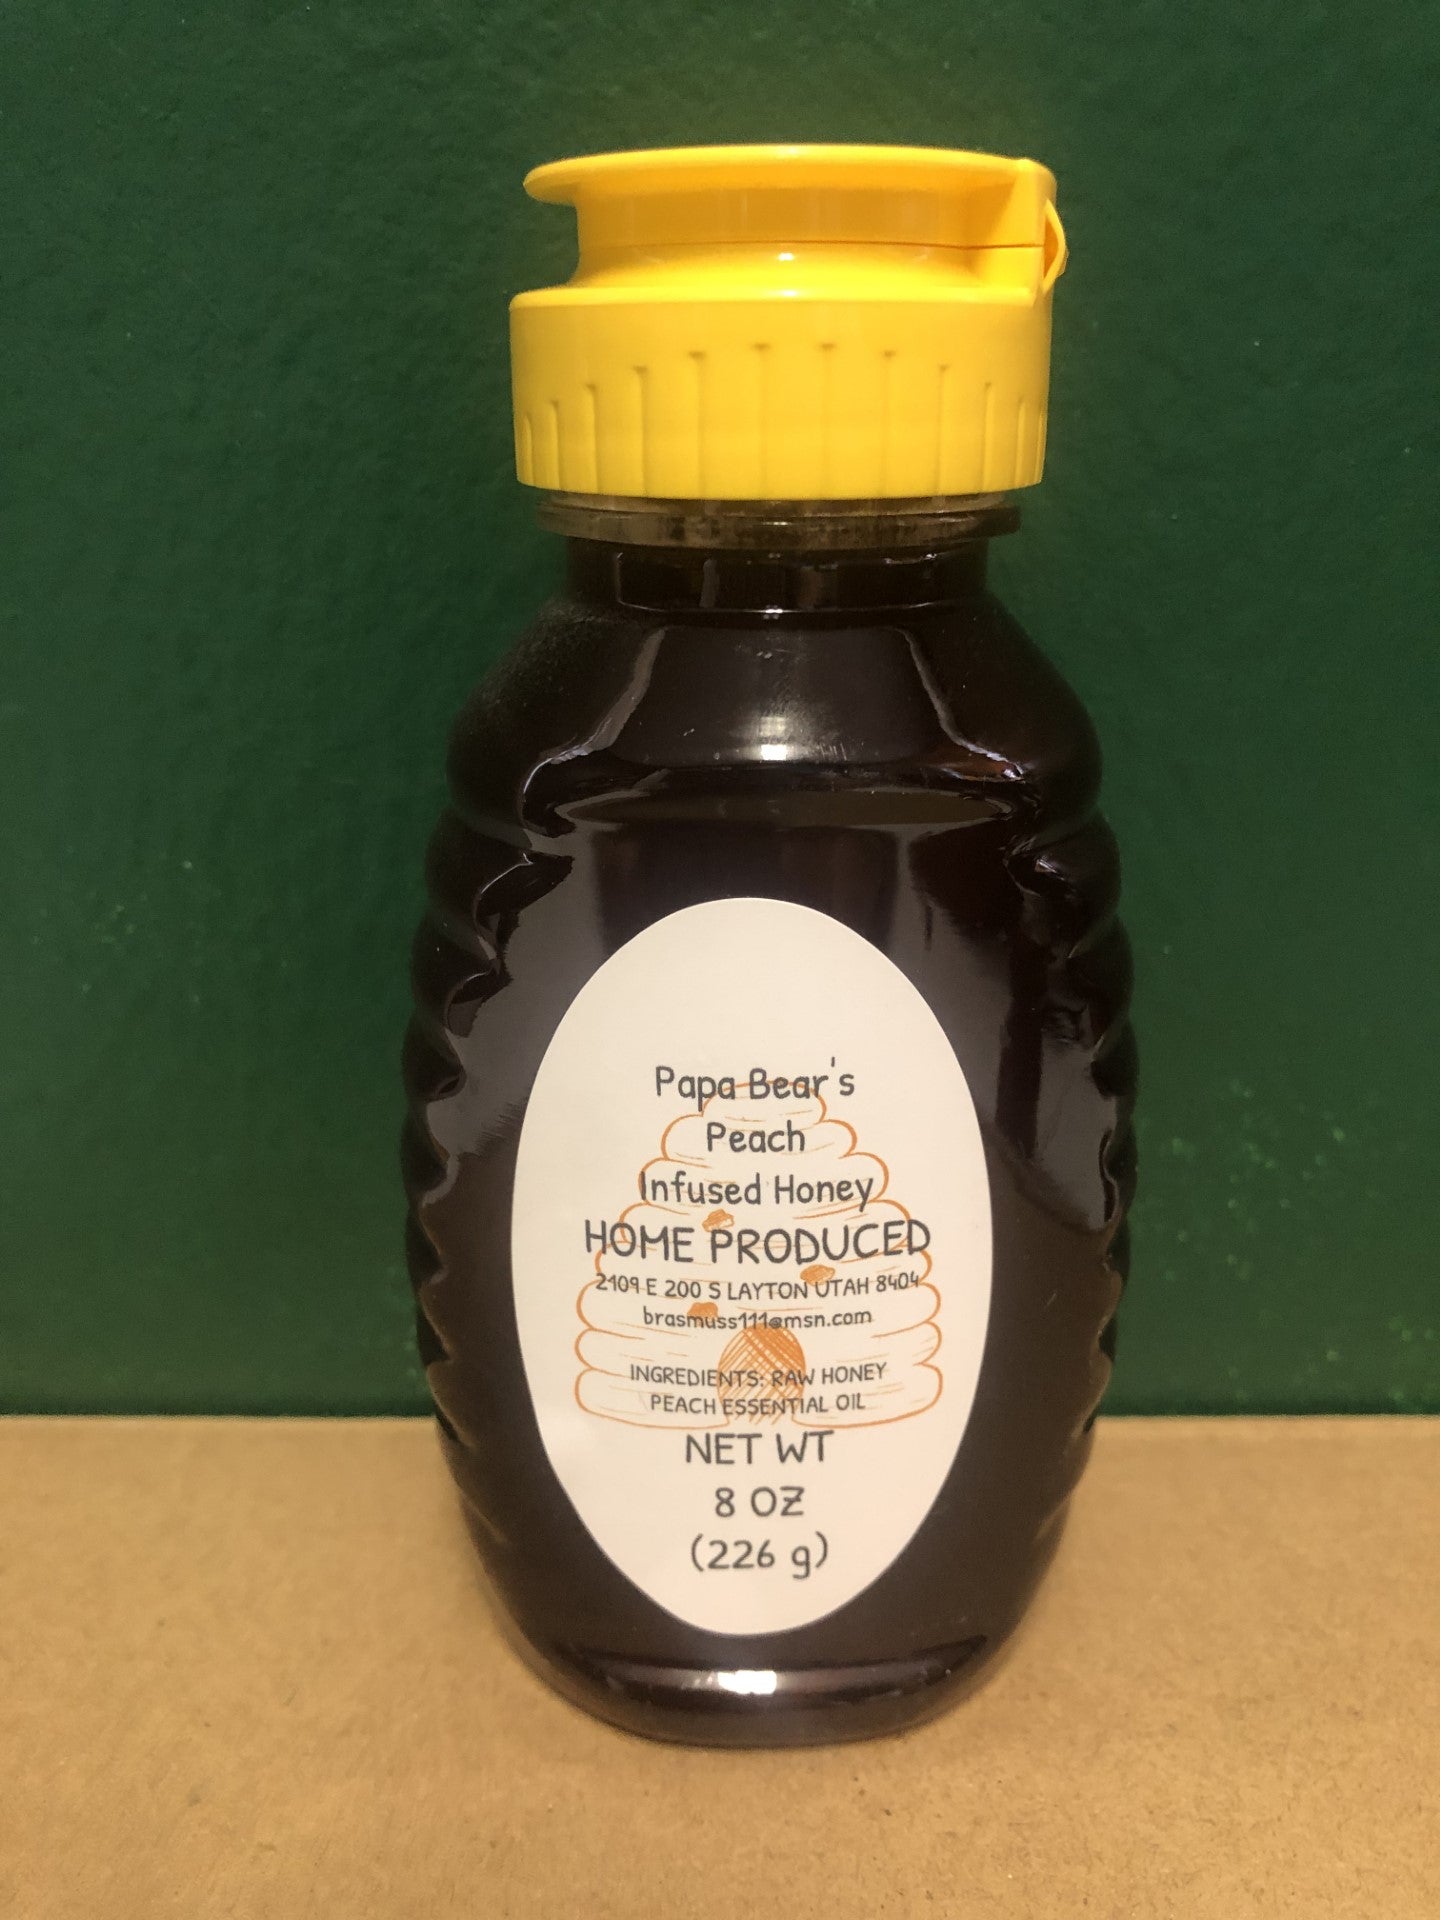 Papa Bear's
Peach
Infused Honey
HOME PRODUCED
2109 E 200 S LAYTON UTAH 8404
brasmuss111@msn.com
INGREDIENTS: RAW HONEY
PEACH ESSENTIAL OIL
NET WT
8 OZ
(226 g)